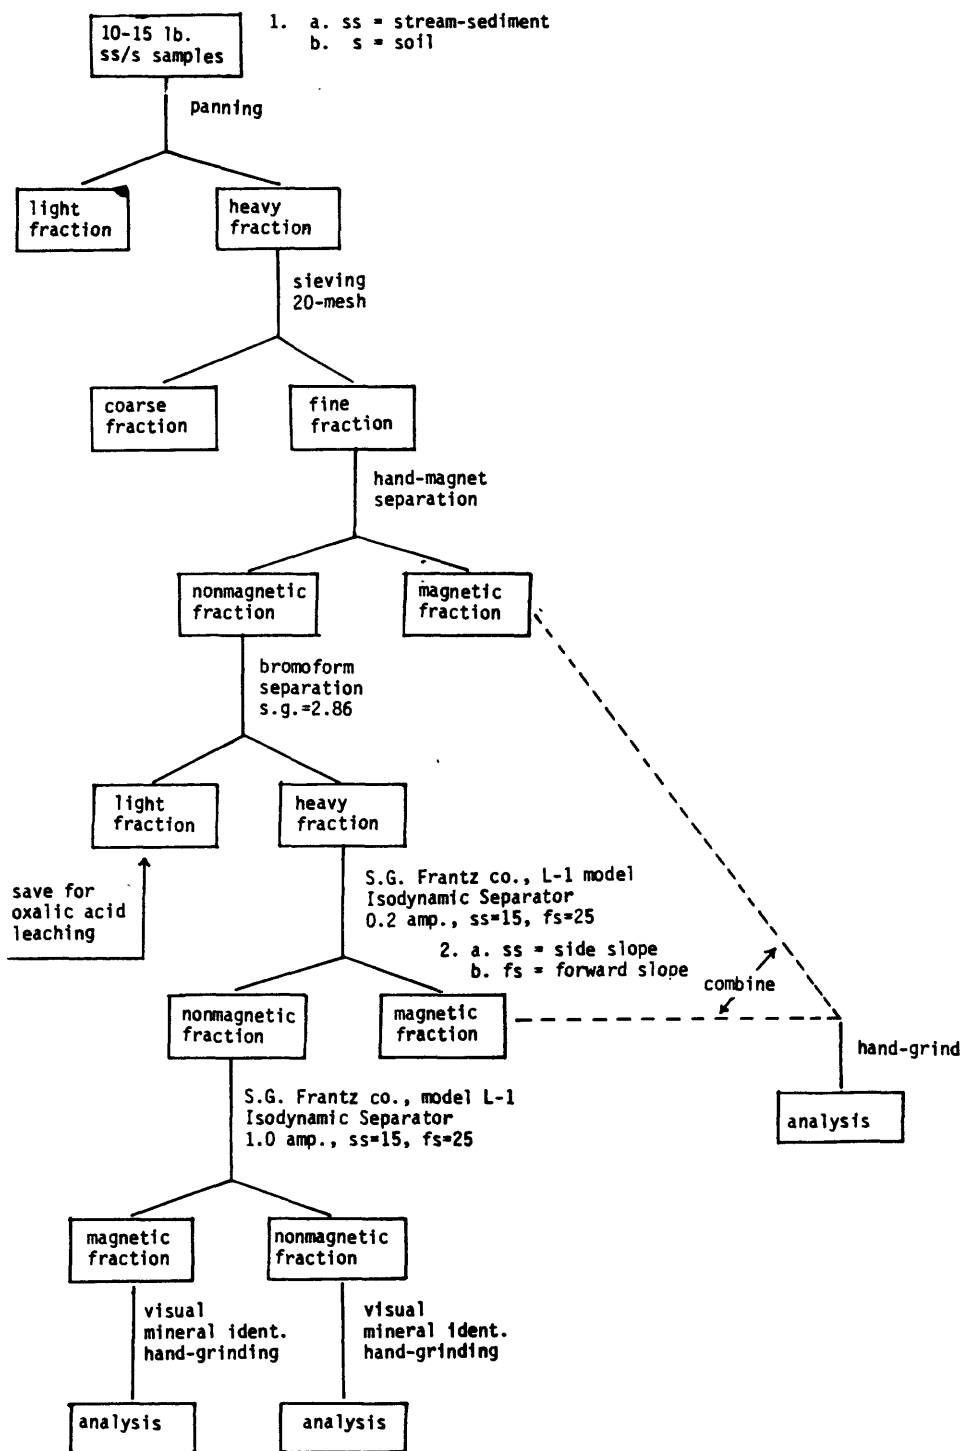 1. a. ss = stream-sediment
b. s = soil
10-15 lb.
ss/s samples
panning
light
fraction
heavy
fraction
sieving
20-mesh
coarse
fraction
fine
fraction
hand-magnet
separation
nonmagnetic
fraction
magnetic
fraction
bromoform
separation
s.g.=2.86
light
fraction
heavy
fraction
save for
oxalic acid
leaching
S.G. Frantz co., L-1 model
Isodynamic Separator
0.2 amp., ss=15, fs=25
2. a. ss = side slope
b. fs = forward slope
combine
nonmagnetic
fraction
magnetic
fraction
hand-grind
analysis
S.G. Frantz co., model L-1
Isodynamic Separator
1.0 amp., ss=15, fs=25
magnetic
fraction
nonmagnetic
fraction
visual
mineral ident.
hand-grinding
visual
mineral ident.
hand-grinding
analysis
analysis